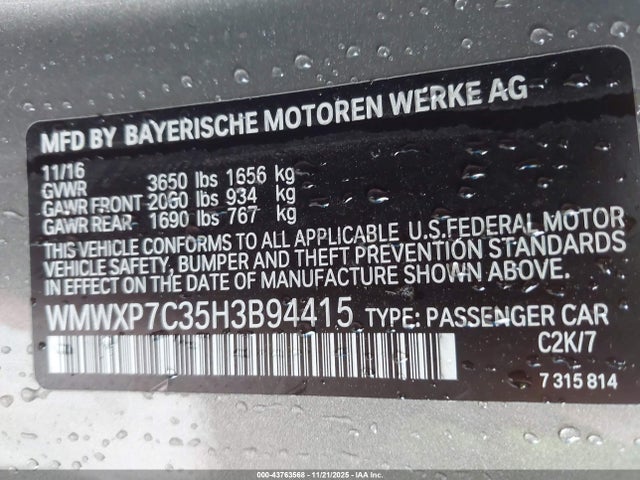 MFD BY BAYERISCHE MOTOREN WERKE AG
11/16
GVWR 3650 lbs 1656 kg
GAWR FRONT 2060 lbs 934 kg
GAWR REAR 1690 lbs 767 kg
THIS VEHICLE CONFORMS TO ALL APPLICABLE U.S.FEDERAL MOTOR
VEHICLE SAFETY, BUMPER AND THEFT PREVENTION STANDARDS
IN EFFECT ON THE DATE OF MANUFACTURE SHOWN ABOVE.
WMWXP7C35H3B94415 TYPE: PASSENGER CAR
C2K/7
7 315 814
000-43763568 - 11/21/2025 - IAA Inc.